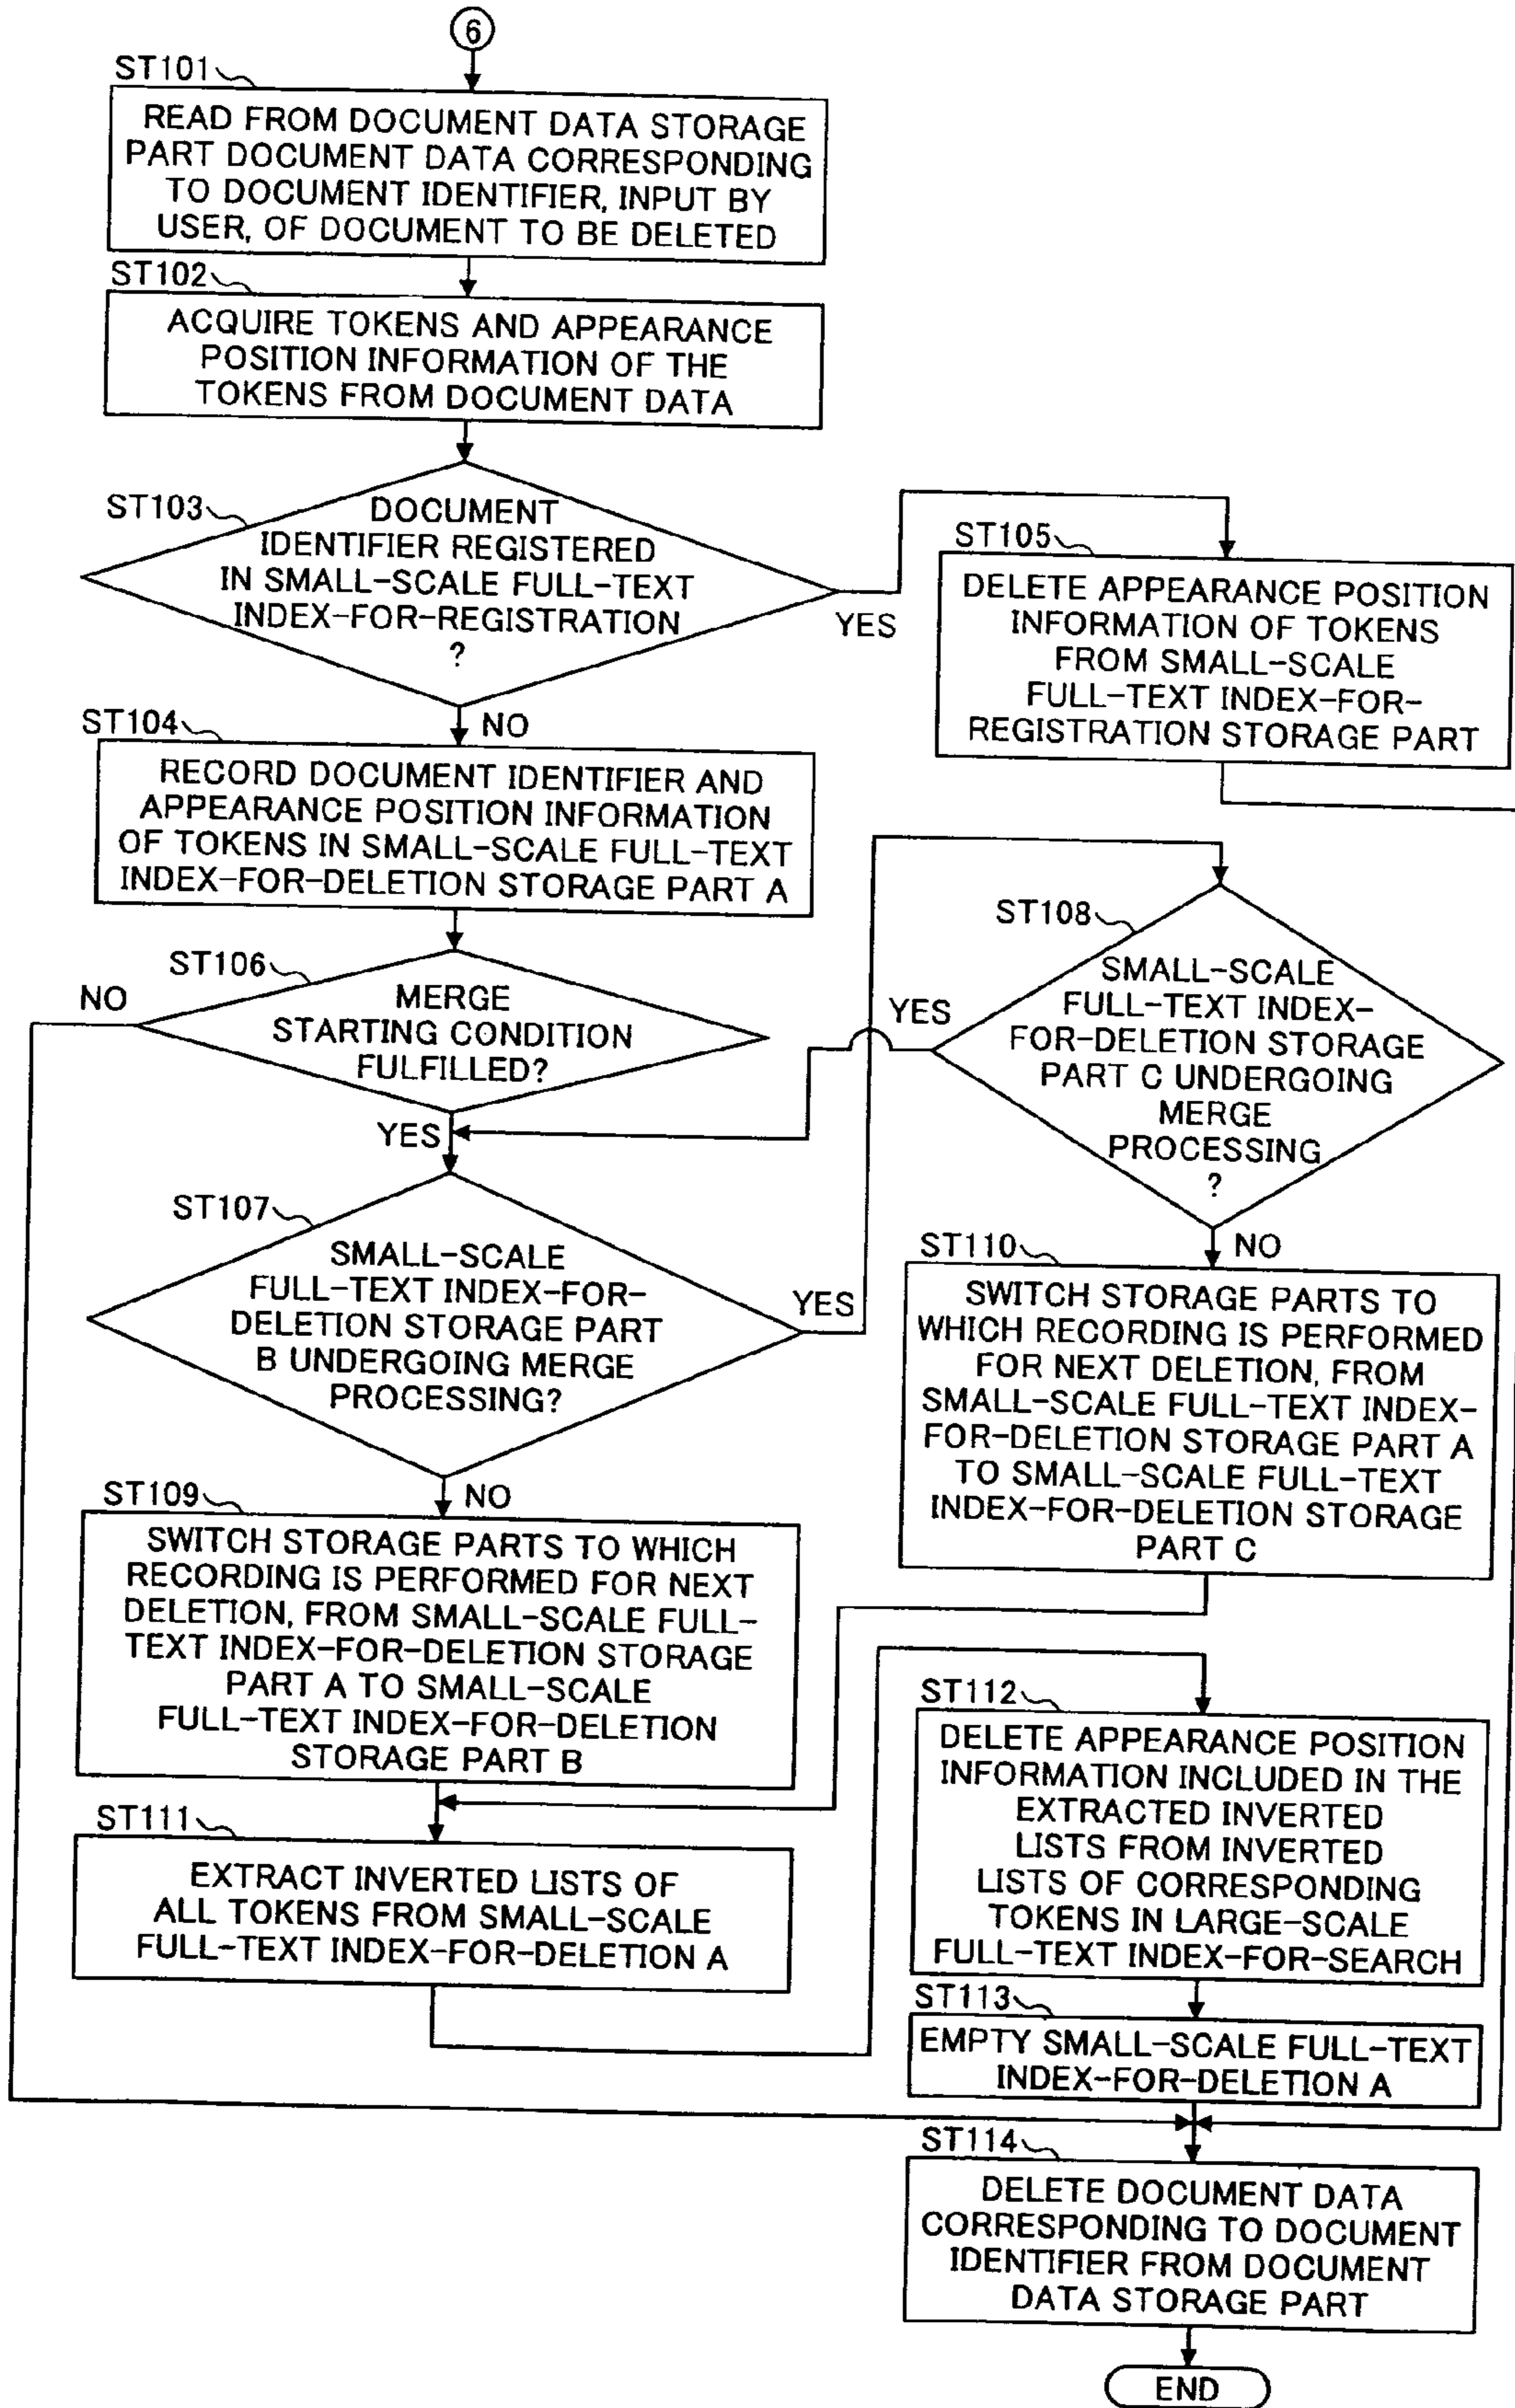 6
ST101
READ FROM DOCUMENT DATA STORAGE
PART DOCUMENT DATA CORRESPONDING
TO DOCUMENT IDENTIFIER, INPUT BY
USER, OF DOCUMENT TO BE DELETED
ST102
ACQUIRE TOKENS AND APPEARANCE
POSITION INFORMATION OF THE
TOKENS FROM DOCUMENT DATA
ST103
DOCUMENT
IDENTIFIER REGISTERED
IN SMALL-SCALE FULL-TEXT
INDEX-FOR-REGISTRATION
?
YES
NO
ST105
DELETE APPEARANCE POSITION
INFORMATION OF TOKENS
FROM SMALL-SCALE
FULL-TEXT INDEX-FOR-
REGISTRATION STORAGE PART
ST104
RECORD DOCUMENT IDENTIFIER AND
APPEARANCE POSITION INFORMATION
OF TOKENS IN SMALL-SCALE FULL-TEXT
INDEX-FOR-DELETION STORAGE PART A
ST106
NO
MERGE
STARTING CONDITION
FULFILLED?
YES
ST108
YES
SMALL-SCALE
FULL-TEXT INDEX-
FOR-DELETION STORAGE
PART C UNDERGOING
MERGE
PROCESSING
?
NO
ST107
SMALL-SCALE
FULL-TEXT INDEX-FOR-
DELETION STORAGE PART
B UNDERGOING MERGE
PROCESSING?
YES
NO
ST110
SWITCH STORAGE PARTS TO
WHICH RECORDING IS PERFORMED
FOR NEXT DELETION, FROM
SMALL-SCALE FULL-TEXT INDEX-
FOR-DELETION STORAGE PART A
TO SMALL-SCALE FULL-TEXT
INDEX-FOR-DELETION STORAGE
PART C
ST109
SWITCH STORAGE PARTS TO WHICH
RECORDING IS PERFORMED FOR NEXT
DELETION, FROM SMALL-SCALE FULL-
TEXT INDEX-FOR-DELETION STORAGE
PART A TO SMALL-SCALE
FULL-TEXT INDEX-FOR-DELETION
STORAGE PART B
ST111
EXTRACT INVERTED LISTS OF
ALL TOKENS FROM SMALL-SCALE
FULL-TEXT INDEX-FOR-DELETION A
ST112
DELETE APPEARANCE POSITION
INFORMATION INCLUDED IN THE
EXTRACTED INVERTED
LISTS FROM INVERTED
LISTS OF CORRESPONDING
TOKENS IN LARGE-SCALE
FULL-TEXT INDEX-FOR-SEARCH
ST113
EMPTY SMALL-SCALE FULL-TEXT
INDEX-FOR-DELETION A
ST114
DELETE DOCUMENT DATA
CORRESPONDING TO DOCUMENT
IDENTIFIER FROM DOCUMENT
DATA STORAGE PART
END